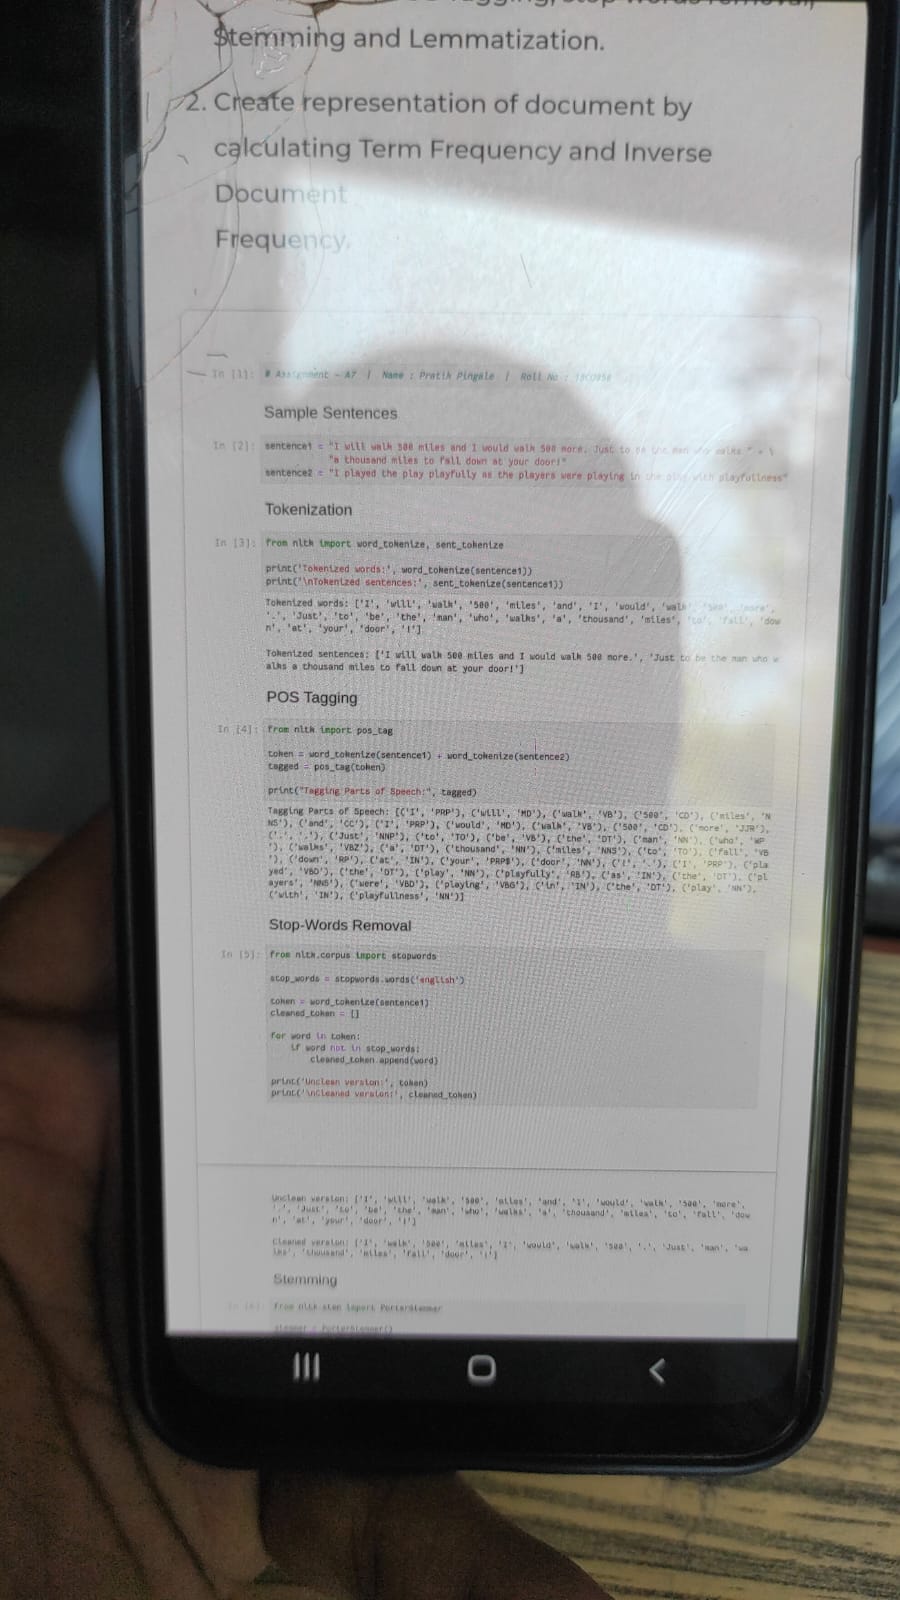 Stemming and Lemmatization.
2. Create representation of document by
calculating Term Frequency and Inverse
Document
Frequency.
In [1]: # Assignment - A7 | Name : Pratik Pingale | Roll No :
Sample Sentences
In [2]: sentence1 = "I will walk 500 miles and I would walk 500 more. Just to be the man who walks " + \
"a thousand miles to fall down at your door!"
sentence2 = "I played the play playfully as the players were playing in the play with playfullness"
Tokenization
In [3]: from nltk import word_tokenize, sent_tokenize
print('Tokenized words:', word_tokenize(sentence1))
print('\nTokenized sentences:', sent_tokenize(sentence1))
Tokenized words: ['I', 'will', 'walk', '500', 'miles', 'and', 'I', 'would', 'walk', '500', 'more',
'.', 'Just', 'to', 'be', 'the', 'man', 'who', 'walks', 'a', 'thousand', 'miles', 'to', 'fall', 'dow
n', 'at', 'your', 'door', '!']
Tokenized sentences: ['I will walk 500 miles and I would walk 500 more.', 'Just to be the man who w
alks a thousand miles to fall down at your door!']
POS Tagging
In [4]: from nltk import pos_tag
token = word_tokenize(sentence1) + word_tokenize(sentence2)
tagged = pos_tag(token)
print("Tagging Parts of Speech:", tagged)
Tagging Parts of Speech: [('I', 'PRP'), ('will', 'MD'), ('walk', 'VB'), ('500', 'CD'), ('miles', 'N
NS'), ('and', 'CC'), ('I', 'PRP'), ('would', 'MD'), ('walk', 'VB'), ('500', 'CD'), ('more', 'JJR'),
('.', '.'), ('Just', 'NNP'), ('to', 'TO'), ('be', 'VB'), ('the', 'DT'), ('man', 'NN'), ('who', 'WP
'), ('walks', 'VBZ'), ('a', 'DT'), ('thousand', 'NN'), ('miles', 'NNS'), ('to', 'TO'), ('fall', 'VB
'), ('down', 'RP'), ('at', 'IN'), ('your', 'PRP$'), ('door', 'NN'), ('!', '.'), ('I', 'PRP'), ('pla
yed', 'VBD'), ('the', 'DT'), ('play', 'NN'), ('playfully', 'RB'), ('as', 'IN'), ('the', 'DT'), ('pl
ayers', 'NNS'), ('were', 'VBD'), ('playing', 'VBG'), ('in', 'IN'), ('the', 'DT'), ('play', 'NN'),
('with', 'IN'), ('playfullness', 'NN')]
Stop-Words Removal
In [5]: from nltk.corpus import stopwords
stop_words = stopwords.words('english')
token = word_tokenize(sentence1)
cleaned_token = []
for word in token:
if word not in stop_words:
cleaned_token.append(word)
print('Unclean version:', token)
print('\nCleaned version:', cleaned_token)
Unclean version: ['I', 'will', 'walk', '500', 'miles', 'and', 'I', 'would', 'walk', '500', 'more',
'.', 'Just', 'to', 'be', 'the', 'man', 'who', 'walks', 'a', 'thousand', 'miles', 'to', 'fall', 'dow
n', 'at', 'your', 'door', '!']
Cleaned version: ['I', 'walk', '500', 'miles', 'I', 'would', 'walk', '500', '.', 'Just', 'man', 'wa
lks', 'thousand', 'miles', 'fall', 'door', '!']
Stemming
In [6]: from nltk.stem import PorterStemmer
stemmer = PorterStemmer()